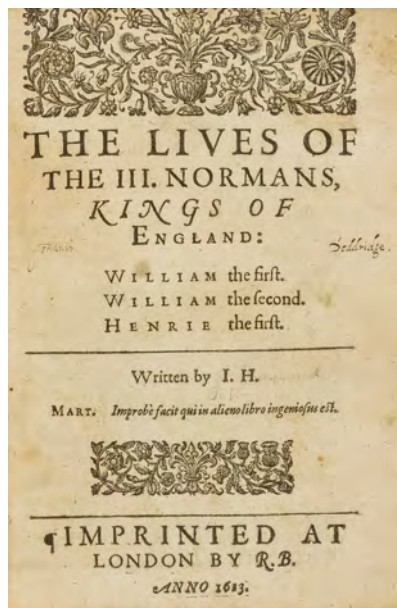 THE LIVES OF
THE III. NORMANS,
KINGS OF
ENGLAND:
WILLIAM the firſt.
WILLIAM the ſecond.
HENRIE the firſt.
Written by I. H.
MART. Improbè facit qui in alieno libro ingenioſus eſt.
¶IMPRINTED AT
LONDON BY R.B.
ANNO 1613.